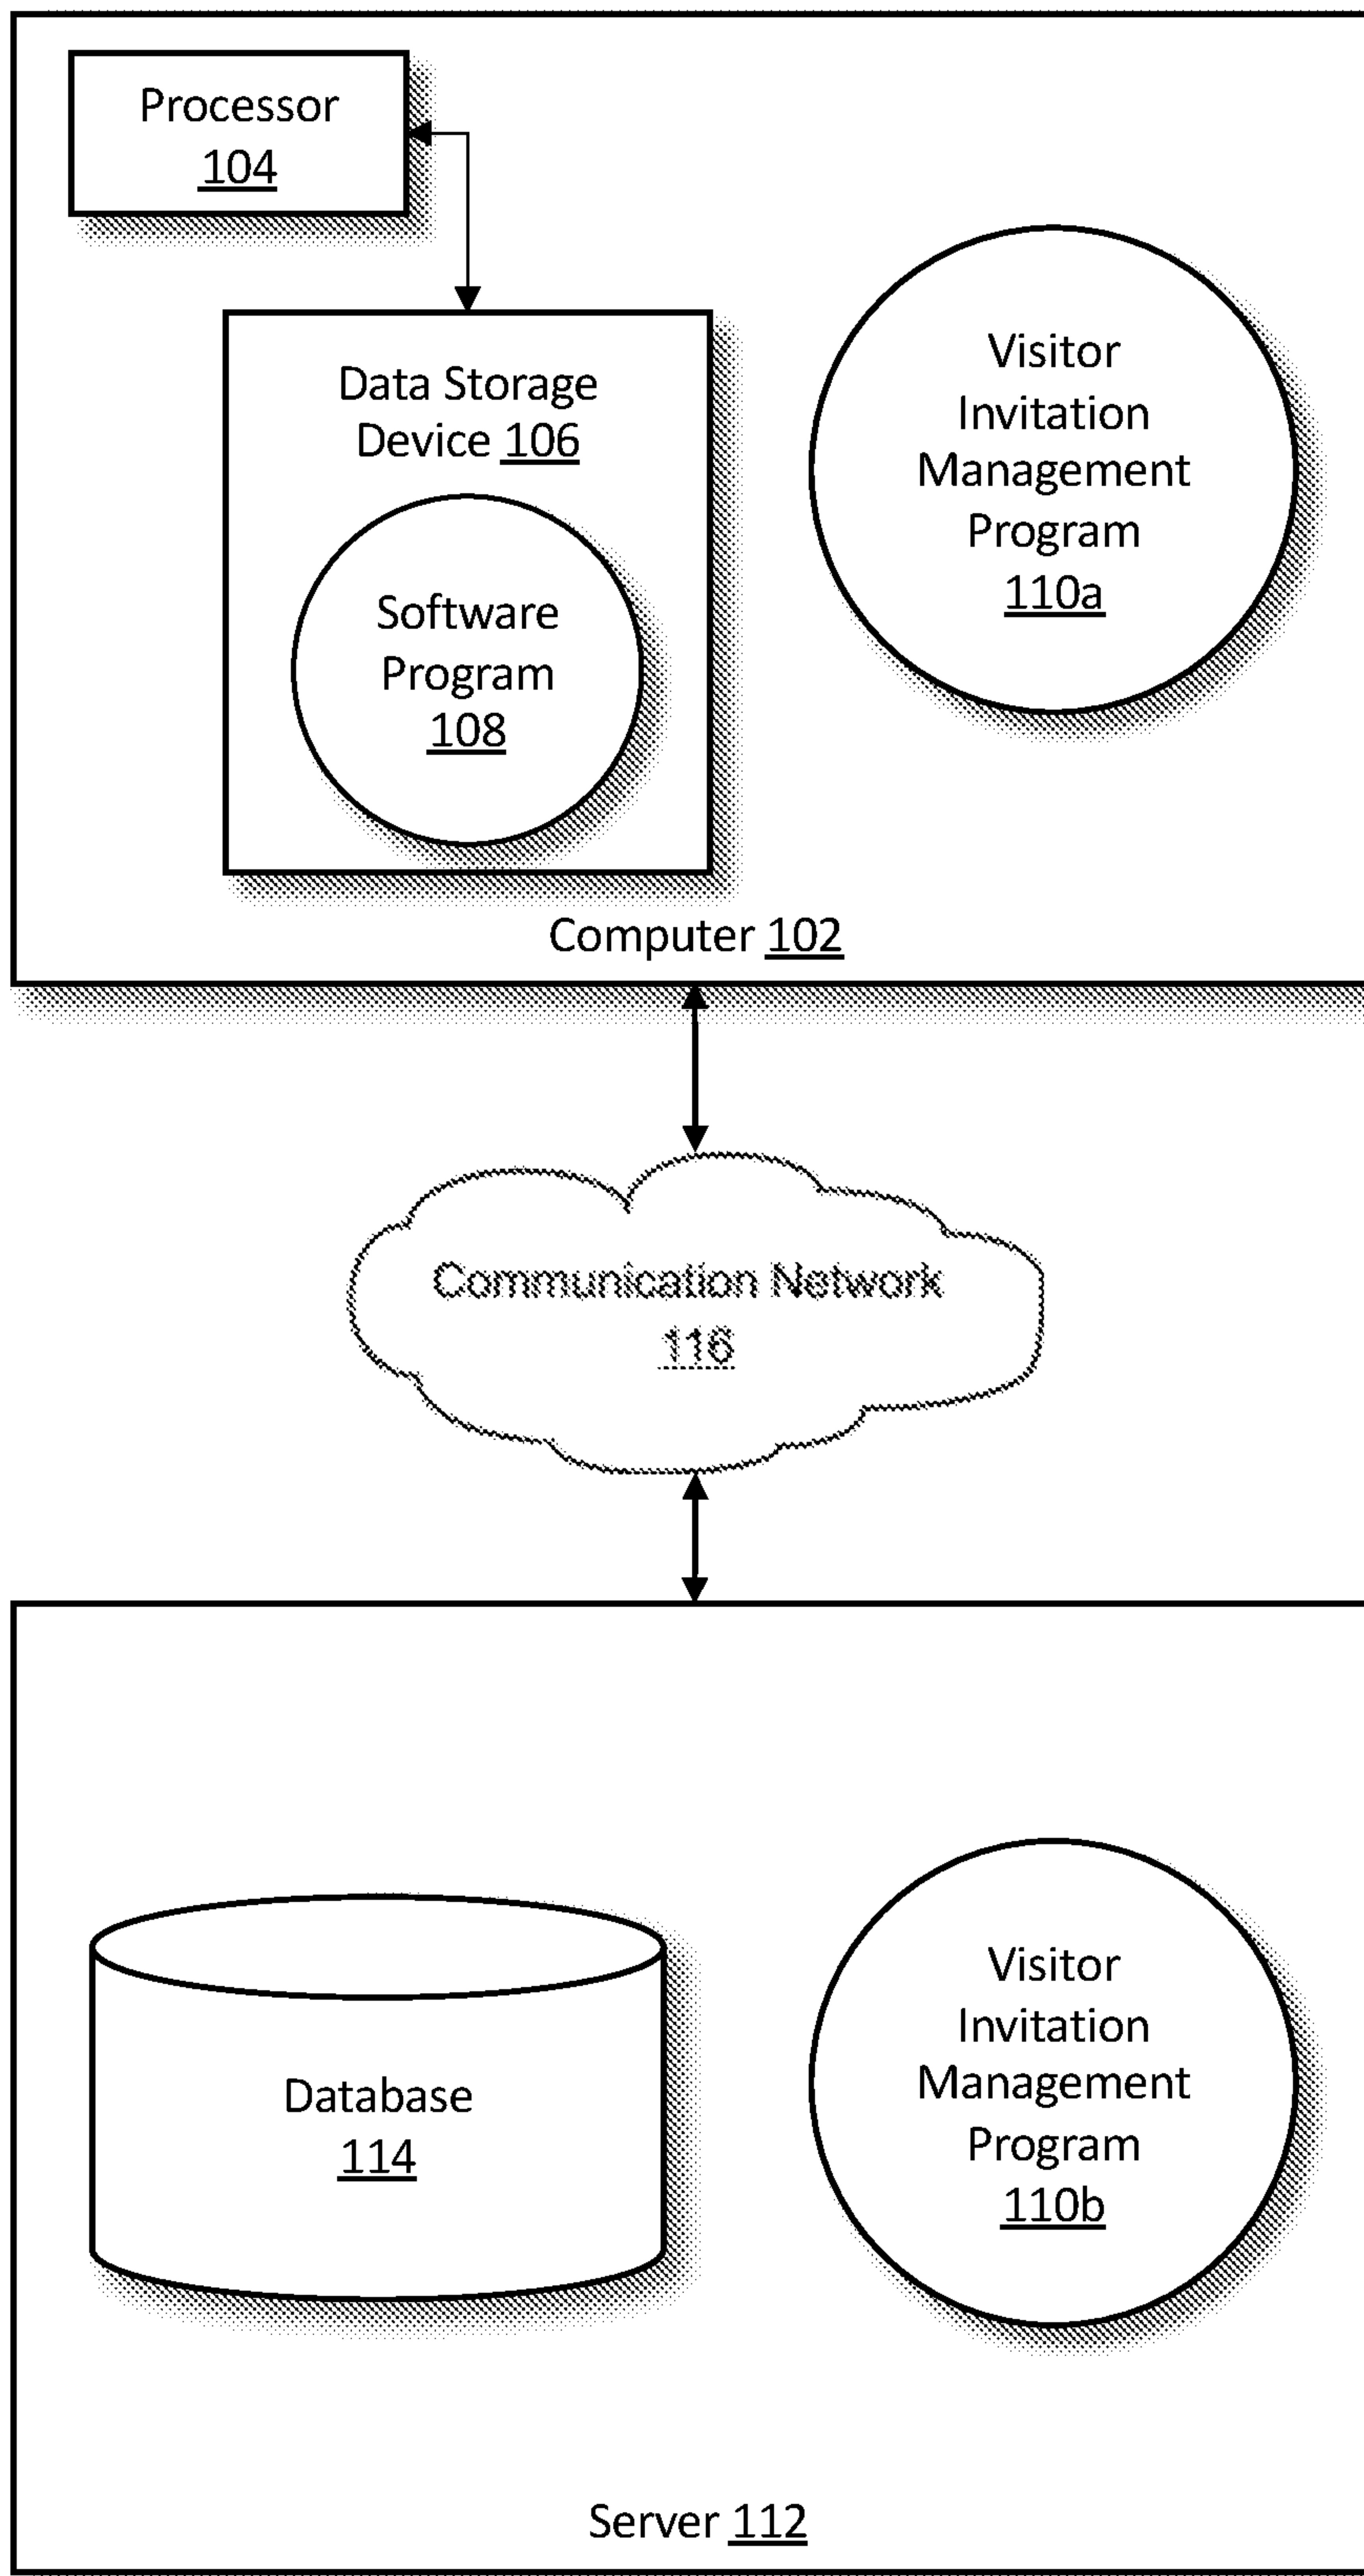 Processor
104
Data Storage
Device 106
Software
Program
108
Visitor
Invitation
Management
Program
110a
Computer 102
Communication Network
116
Database
114
Visitor
Invitation
Management
Program
110b
Server 112